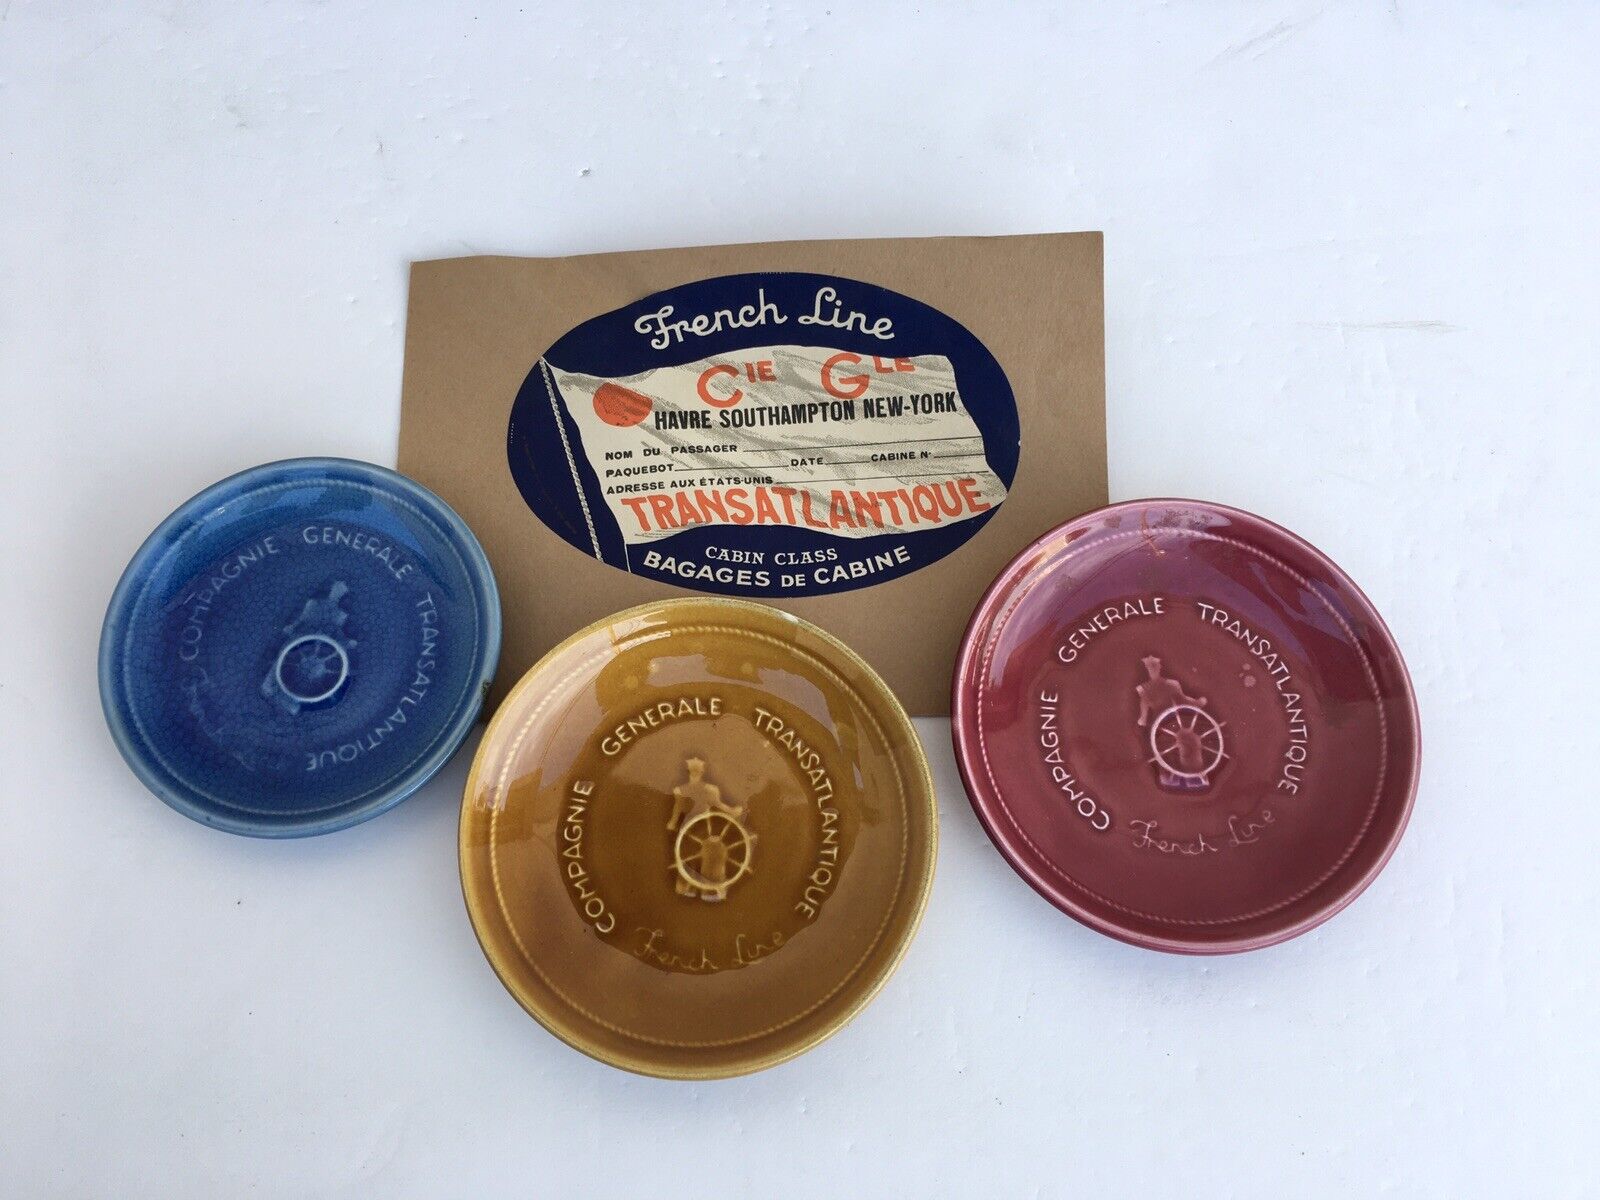 French Line
CIE GLE
HAVRE SOUTHAMPTON NEW-YORK
NOM DU PASSAGER
PAQUEBOT DATE CABINE N°
ADRESSE AUX ÉTATS-UNIS
TRANSATLANTIQUE
CABIN CLASS
BAGAGES DE CABINE
COMPAGNIE GENERALE TRANSATLANTIQUE
COMPAGNIE GENERALE TRANSATLANTIQUE
French Line
COMPAGNIE GENERALE TRANSATLANTIQUE
French Line